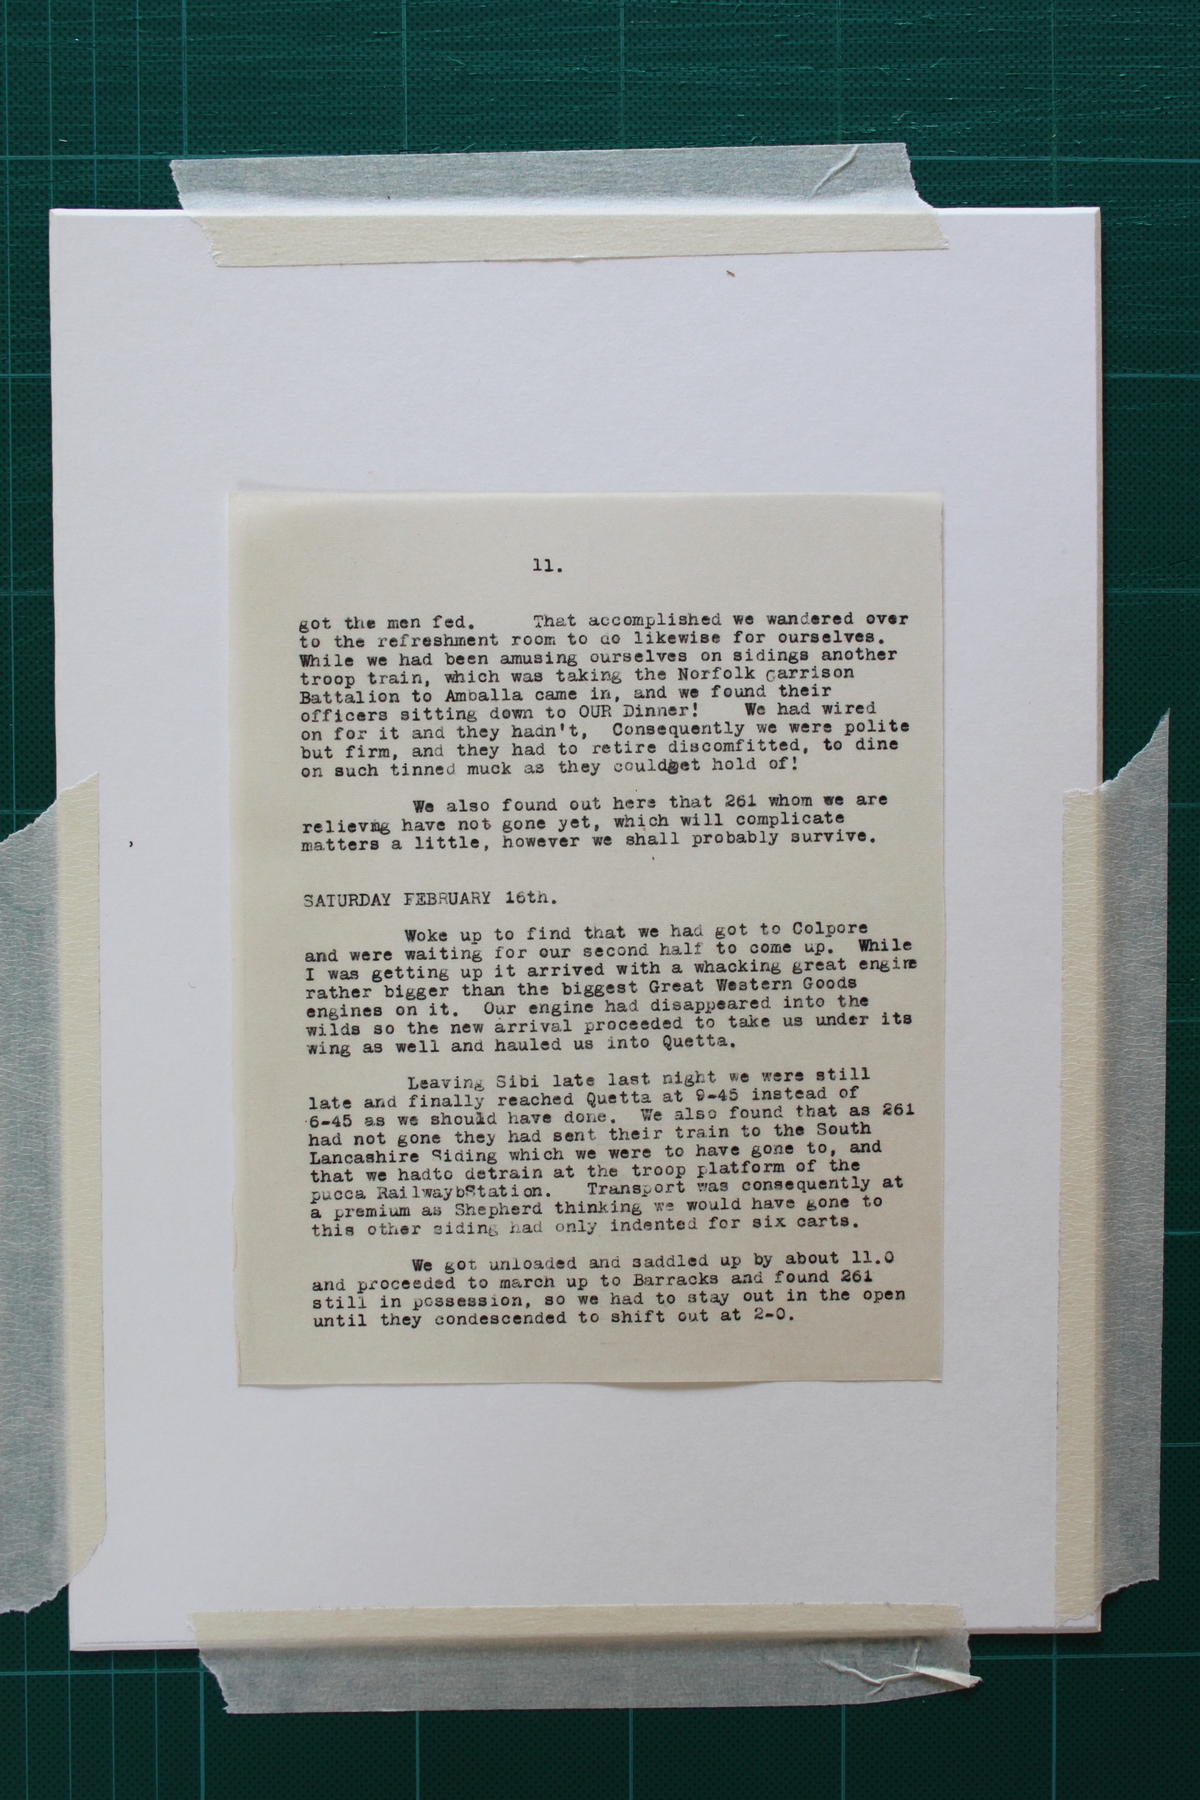 11.
got the men fed. That accomplished we wandered over
to the refreshment room to do likewise for ourselves.
While we had been amusing ourselves on sidings another
troop train, which was taking the Norfolk Garrison
Battalion to Amballa came in, and we found their
officers sitting down to OUR Dinner! We had wired
on for it and they hadn't, Consequently we were polite
but firm, and they had to retire discomfitted, to dine
on such tinned muck as they couldget hold of!
We also found out here that 261 whom we are
relievng have not gone yet, which will complicate
matters a little, however we shall probably survive.
SATURDAY FEBRUARY 16th.
Woke up to find that we had got to Colpore
and were waiting for our second half to come up. While
I was getting up it arrived with a whacking great engine
rather bigger than the biggest Great Western Goods
engines on it. Our engine had disappeared into the
wilds so the new arrival proceeded to take us under its
wing as well and hauled us into Quetta.
Leaving Sibi late last night we were still
late and finally reached Quetta at 9-45 instead of
6-45 as we should have done. We also found that as 261
had not gone they had sent their train to the South
Lancashire Siding which we were to have gone to, and
that we hadto detrain at the troop platform of the
pucca RailwaybStation. Transport was consequently at
a premium as Shepherd thinking we would have gone to
this other siding had only indented for six carts.
We got unloaded and saddled up by about 11.0
and proceeded to march up to Barracks and found 261
still in possession, so we had to stay out in the open
until they condescended to shift out at 2-0.